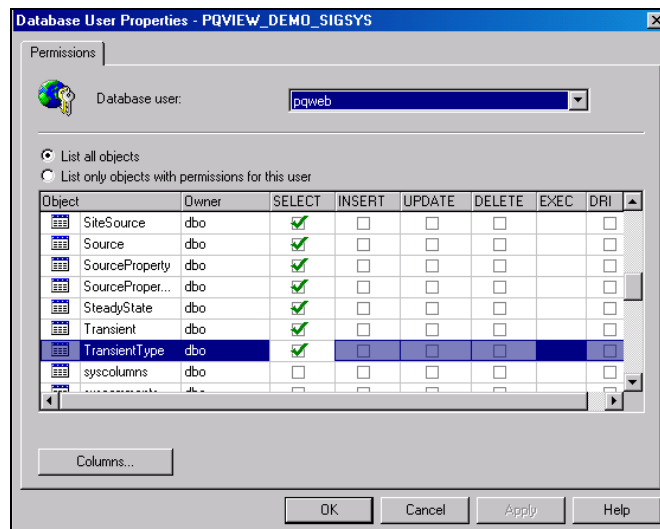 Database User Properties - PQVIEW_DEMO_SIGSYS
Permissions
Database user: pqweb
List all objects
List only objects with permissions for this user
Object Owner SELECT INSERT UPDATE DELETE EXEC DRI
SiteSource dbo
Source dbo
SourceProperty dbo
SourceProper... dbo
SteadyState dbo
Transient dbo
TransientType dbo
syscolumns dbo
Columns...
OK Cancel Apply Help